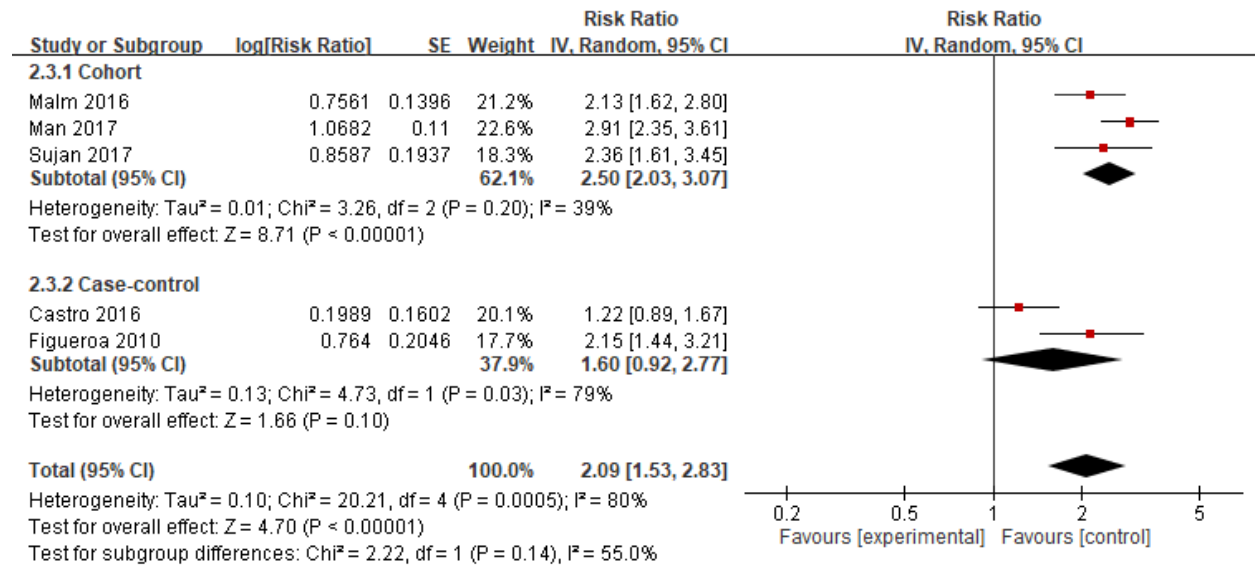 Risk Ratio Risk Ratio
Study or Subgroup log[Risk Ratio] SE Weight IV, Random, 95% CI IV, Random, 95% CI
2.3.1 Cohort
Malm 2016 0.7561 0.1396 21.2% 2.13 [1.62, 2.80]
Man 2017 1.0682 0.11 22.6% 2.91 [2.35, 3.61]
Sujan 2017 0.8587 0.1937 18.3% 2.36 [1.61, 3.45]
Subtotal (95% CI) 62.1% 2.50 [2.03, 3.07]
Heterogeneity: Tau² = 0.01; Chi² = 3.26, df = 2 (P = 0.20); I² = 39%
Test for overall effect: Z = 8.71 (P < 0.00001)
2.3.2 Case-control
Castro 2016 0.1989 0.1602 20.1% 1.22 [0.89, 1.67]
Figueroa 2010 0.764 0.2046 17.7% 2.15 [1.44, 3.21]
Subtotal (95% CI) 37.9% 1.60 [0.92, 2.77]
Heterogeneity: Tau² = 0.13; Chi² = 4.73, df = 1 (P = 0.03); I² = 79%
Test for overall effect: Z = 1.66 (P = 0.10)
Total (95% CI) 100.0% 2.09 [1.53, 2.83]
Heterogeneity: Tau² = 0.10; Chi² = 20.21, df = 4 (P = 0.0005); I² = 80%
Test for overall effect: Z = 4.70 (P < 0.00001)
Test for subgroup differences: Chi² = 2.22, df = 1 (P = 0.14), I² = 55.0%
0.2 0.5 1 2 5
Favours [experimental] Favours [control]